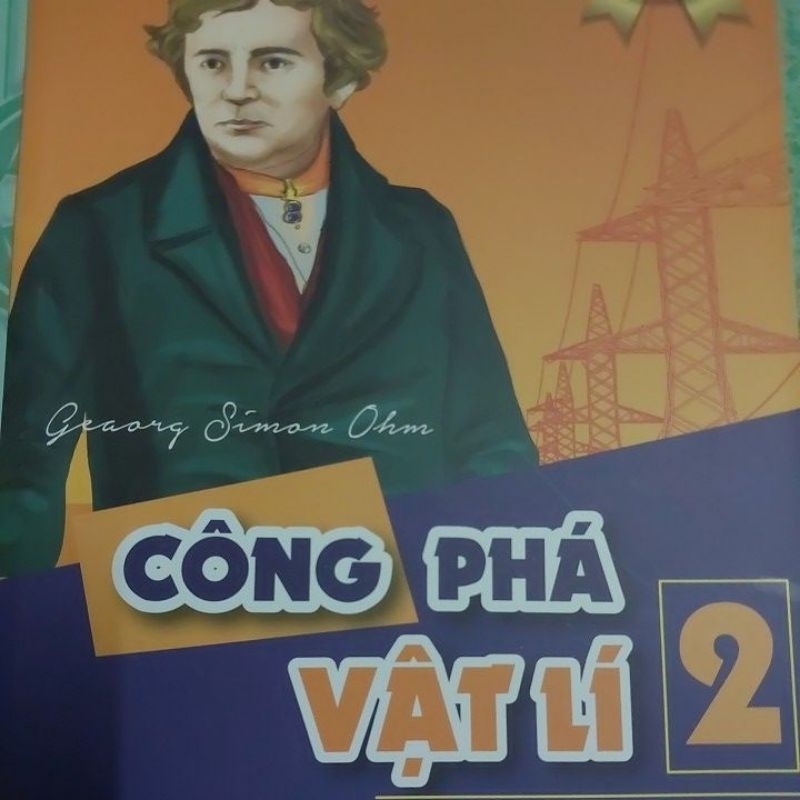 Geaorg Simon Ohm
CÔNG PHÁ
VẬT LÍ 2